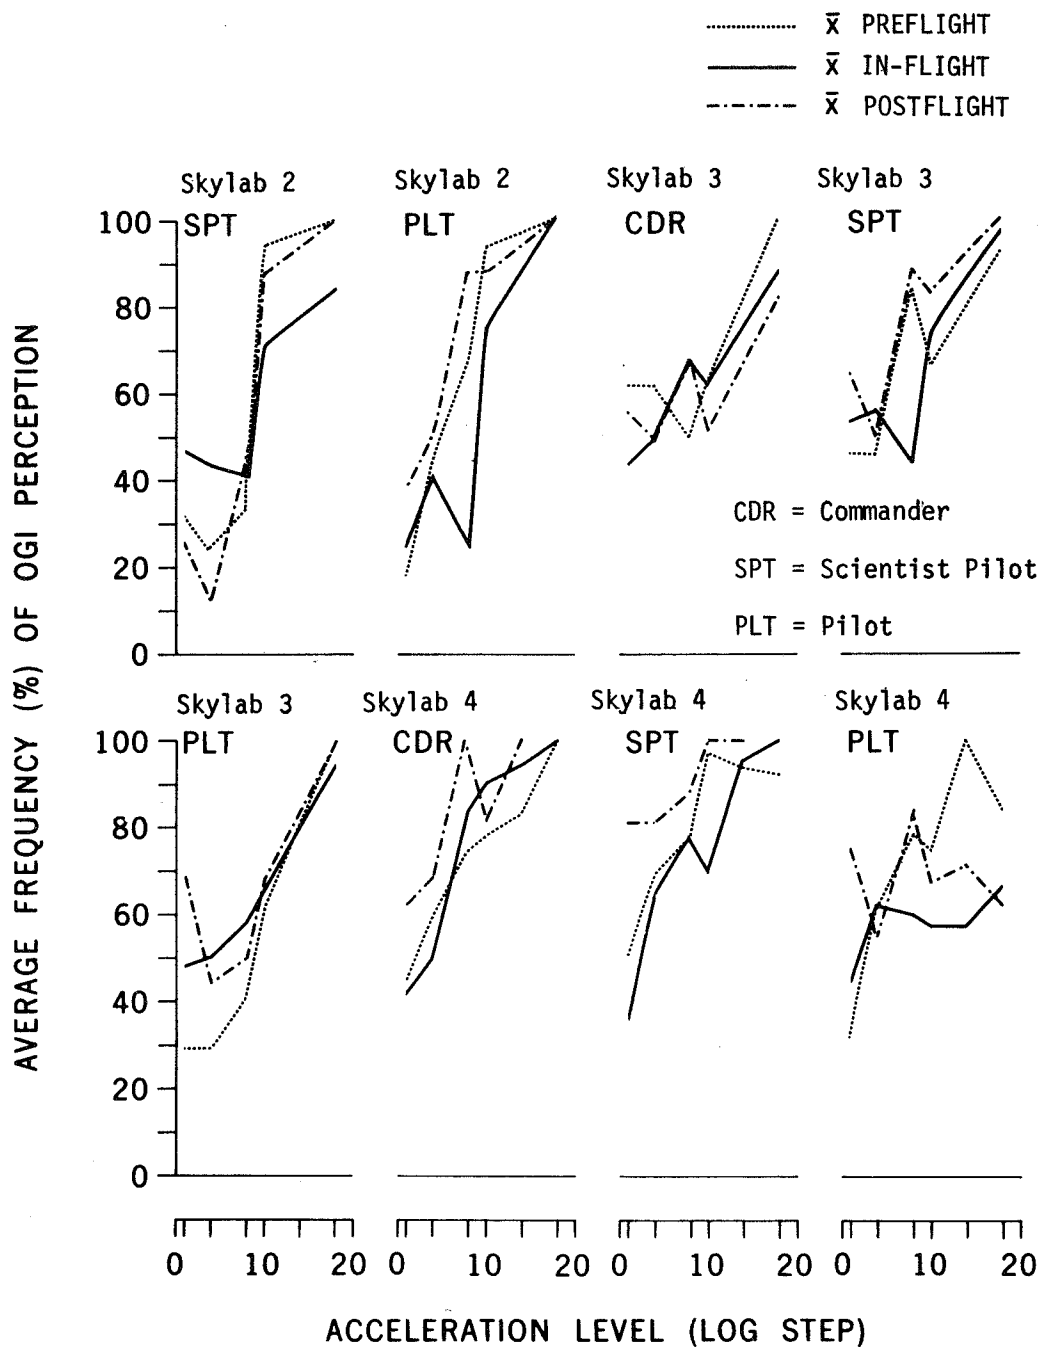 x̄ PREFLIGHT
x̄ IN-FLIGHT
x̄ POSTFLIGHT
Skylab 2 Skylab 2 Skylab 3 Skylab 3
SPT PLT CDR SPT
100
80
60
40
20
0
CDR = Commander
SPT = Scientist Pilot
PLT = Pilot
Skylab 3 Skylab 4 Skylab 4 Skylab 4
PLT CDR SPT PLT
100
80
60
40
20
0
AVERAGE FREQUENCY (%) OF OGI PERCEPTION
0 10 20 0 10 20 0 10 20 0 10 20
ACCELERATION LEVEL (LOG STEP)